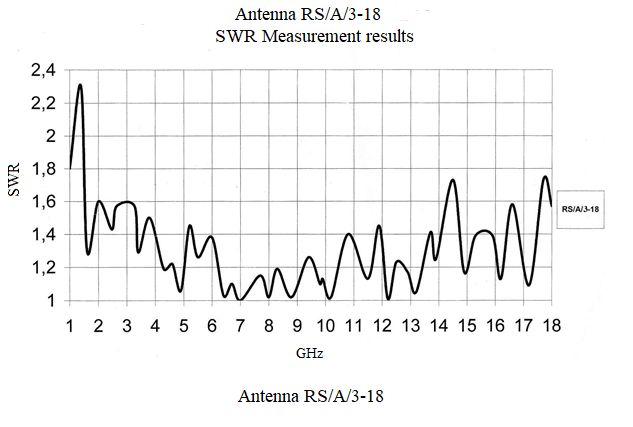 Antenna RS/A/3-18
SWR Measurement results
2,4
2,2
2
1,8
1,6
1,4
1,2
1
SWR
RS/A/3-18
1 2 3 4 5 6 7 8 9 10 11 12 13 14 15 16 17 18
GHz
Antenna RS/A/3-18